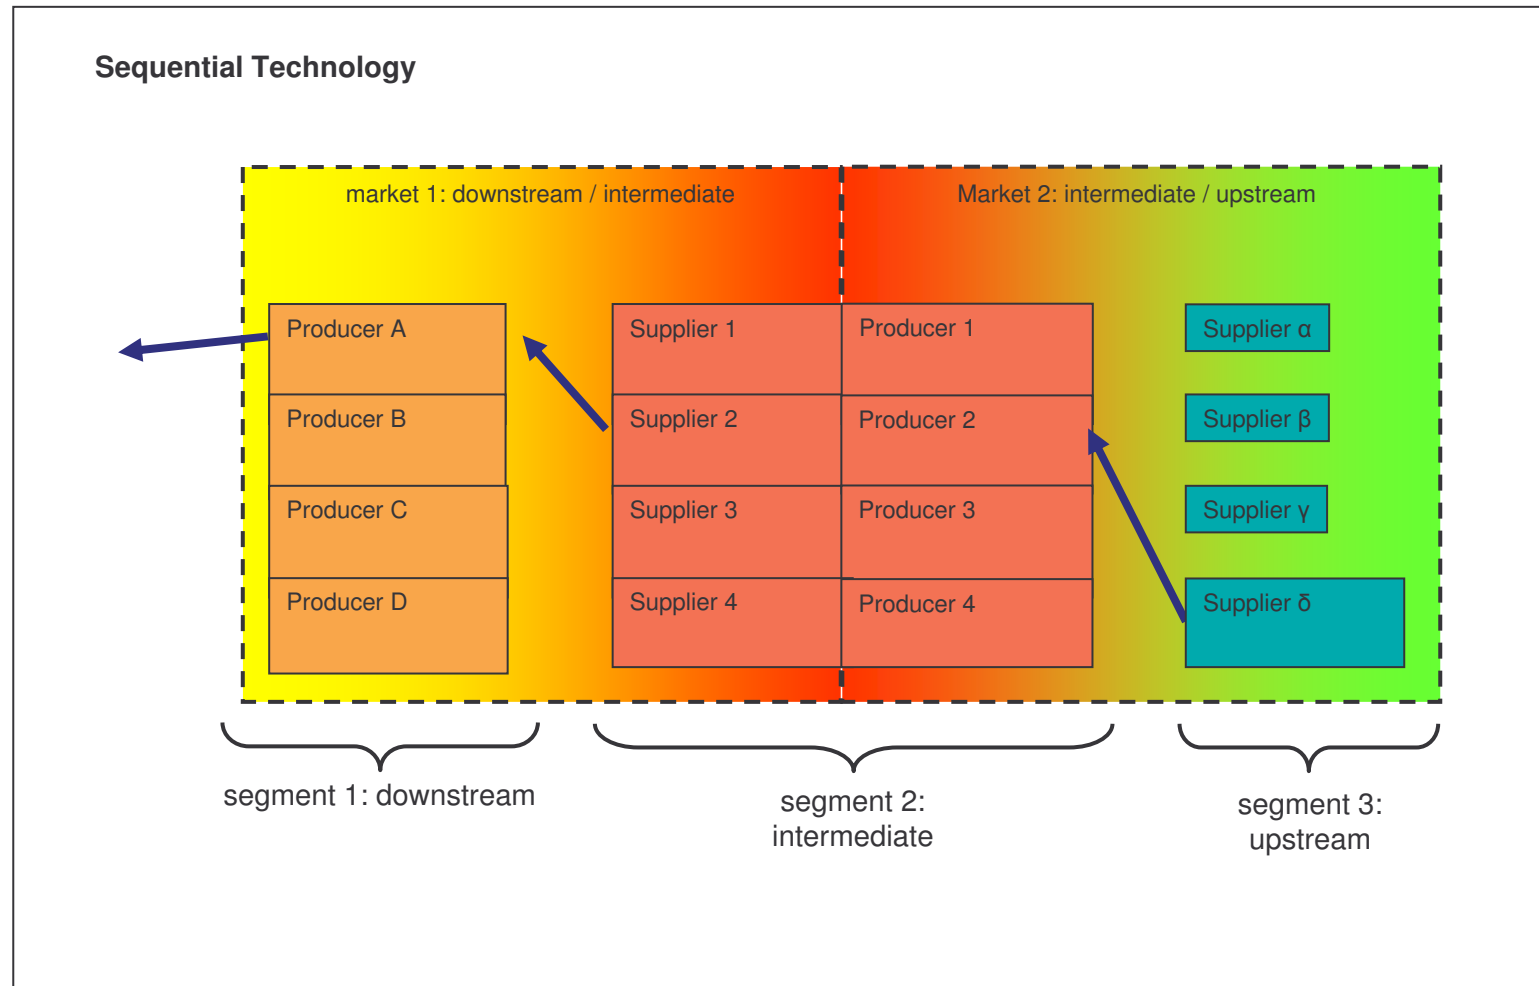 Sequential Technology
market 1: downstream / intermediate
Market 2: intermediate / upstream
Producer A
Supplier 1
Producer 1
Supplier α
Producer B
Supplier 2
Producer 2
Supplier β
Producer C
Supplier 3
Producer 3
Supplier γ
Producer D
Supplier 4
Producer 4
Supplier δ
segment 1: downstream
segment 2:
intermediate
segment 3:
upstream